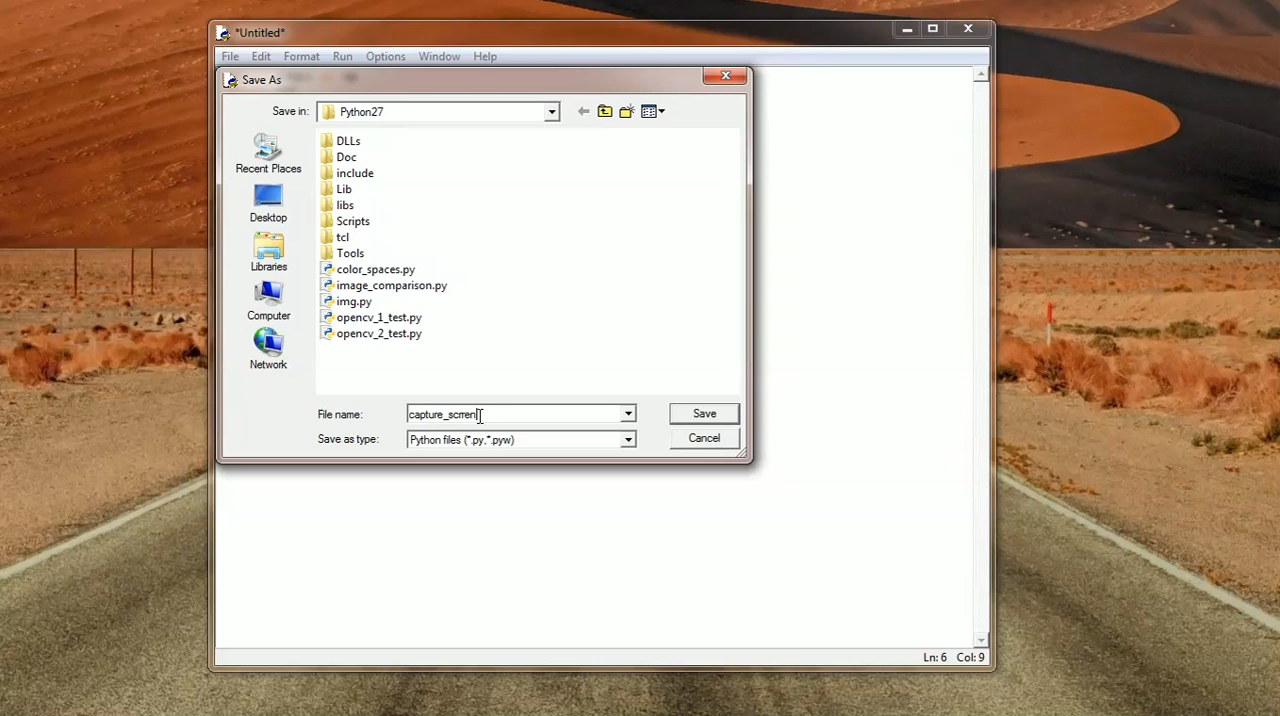 *Untitled*
File Edit Format Run Options Window Help
Save As
Save in: Python27
Recent Places
Desktop
Libraries
Computer
Network
DLLs
Doc
include
Lib
libs
Scripts
tcl
Tools
color_spaces.py
image_comparison.py
img.py
opencv_1_test.py
opencv_2_test.py
File name: capture_scrren Save
Save as type: Python files (*.py,*.pyw) Cancel
Ln: 6 Col: 9